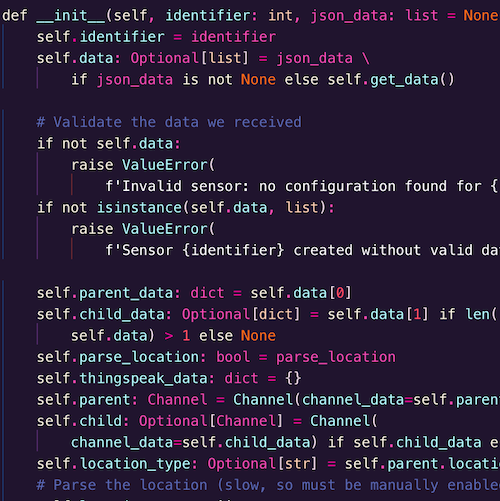 def __init__(self, identifier: int, json_data: list = None
self.identifier = identifier
self.data: Optional[list] = json_data \
if json_data is not None else self.get_data()
# Validate the data we received
if not self.data:
raise ValueError(
f'Invalid sensor: no configuration found for {
if not isinstance(self.data, list):
raise ValueError(
f'Sensor {identifier} created without valid dat
self.parent_data: dict = self.data[0]
self.child_data: Optional[dict] = self.data[1] if len(
self.data) > 1 else None
self.parse_location: bool = parse_location
self.thingspeak_data: dict = {}
self.parent: Channel = Channel(channel_data=self.paren
self.child: Optional[Channel] = Channel(
channel_data=self.child_data) if self.child_data e
self.location_type: Optional[str] = self.parent.locati
# Parse the location (slow, so must be manually enable